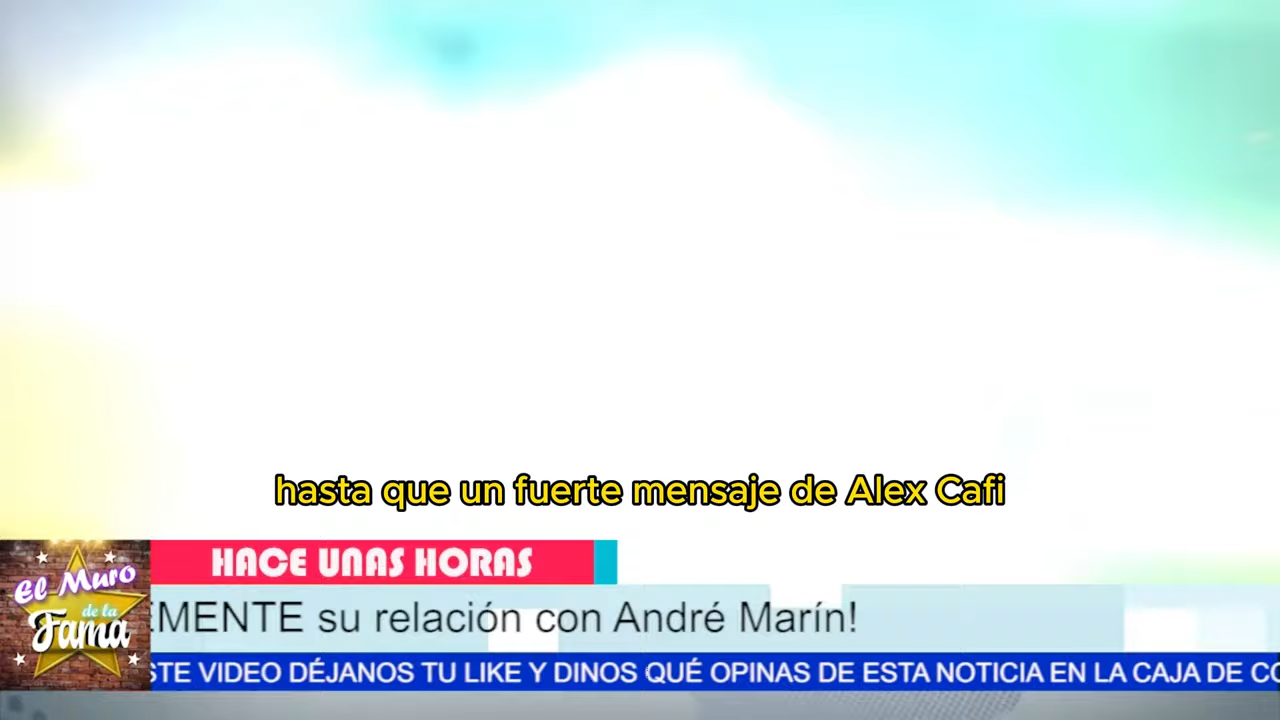 hasta que un fuerte mensaje de Alex Cafi
HACE UNAS HORAS
El Muro
de la
Fama
EMENTE su relación con André Marín!
STE VIDEO DÉJANOS TU LIKE Y DINOS QUÉ OPINAS DE ESTA NOTICIA EN LA CAJA DE CO